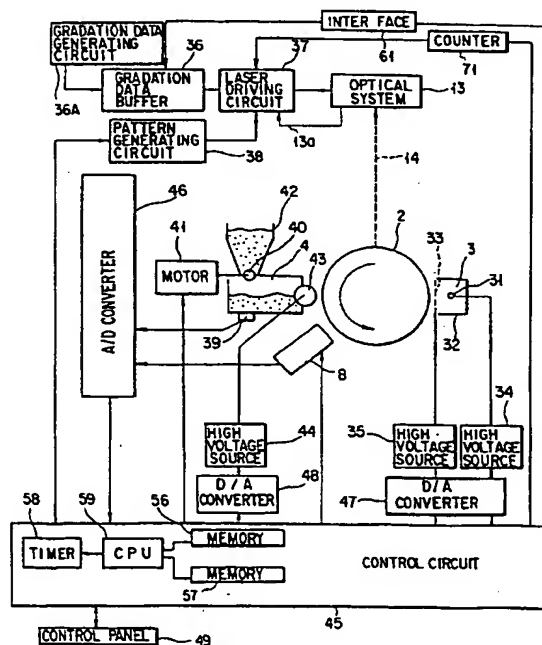 INTER FACE
61
GRADATION DATA
GENERATING CIRCUIT
36A
36
GRADATION
DATA
BUFFER
37
LASER
DRIVING
CIRCUIT
COUNTER
71
OPTICAL
SYSTEM
13
13a
PATTERN
GENERATING
CIRCUIT
38
14
46
A/D CONVERTER
42
41
MOTOR
40
4
43
39
8
2
33
3
31
32
34
44
HIGH
VOLTAGE
SOURCE
48
D/A
CONVERTER
35
HIGH
VOLTAGE
SOURCE
HIGH
VOLTAGE
SOURCE
47
D/A
CONVERTER
58
TIMER
59
CPU
56
MEMORY
MEMORY
57
CONTROL CIRCUIT
45
CONTROL PANEL
49